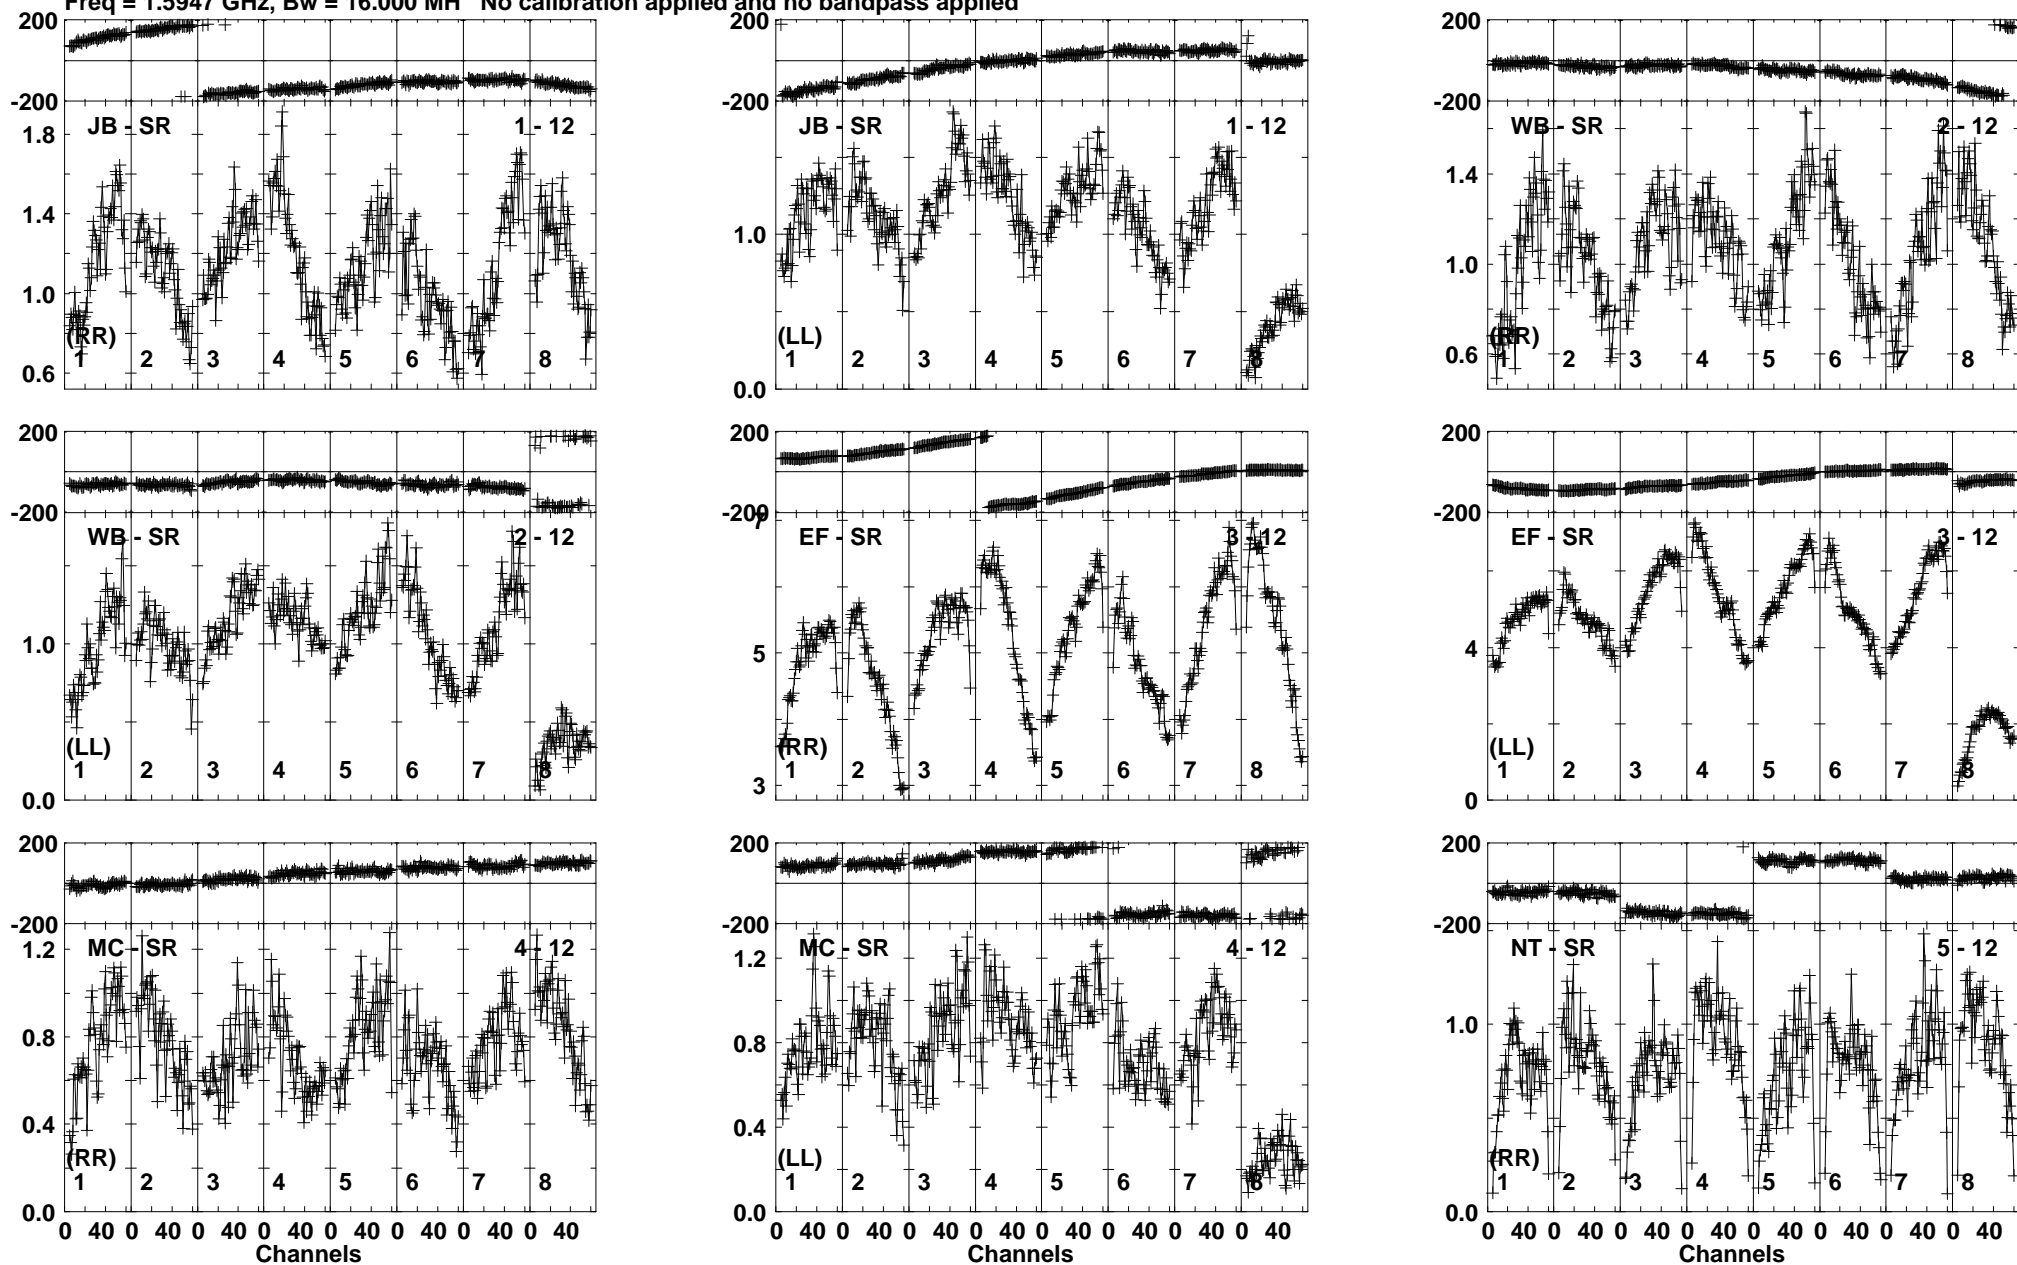 Freq = 1.5947 GHz, Bw = 16.000 MH No calibration applied and no bandpass applied
200
-200
JB - SR 1 - 12
1.8
1.4
1.0
0.6
(RR)
1 2 3 4 5 6 7 8
200
-200
JB - SR 1 - 12
1.0
0.0
(LL)
1 2 3 4 5 6 7 8
200
-200
WB - SR 2 - 12
1.4
1.0
0.6
(RR)
1 2 3 4 5 6 7 8
200
-200
WB - SR 2 - 12
1.0
0.0
(LL)
1 2 3 4 5 6 7 8
200
-200
7
EF - SR 3 - 12
5
3
(RR)
1 2 3 4 5 6 7 8
200
-200
EF - SR 3 - 12
4
0
(LL)
1 2 3 4 5 6 7 8
200
-200
MC - SR 4 - 12
1.2
0.8
0.4
0.0
(RR)
1 2 3 4 5 6 7 8
0 40 0 40 0 40 0 40 0 40 0 40 0 40 0 40
Channels
200
-200
MC - SR 4 - 12
1.2
0.8
0.4
0.0
(LL)
1 2 3 4 5 6 7 8
0 40 0 40 0 40 0 40 0 40 0 40 0 40 0 40
Channels
200
-200
NT - SR 5 - 12
1.0
0.0
(RR)
1 2 3 4 5 6 7 8
0 40 0 40 0 40 0 40 0 40 0 40 0 40 0 40
Channels